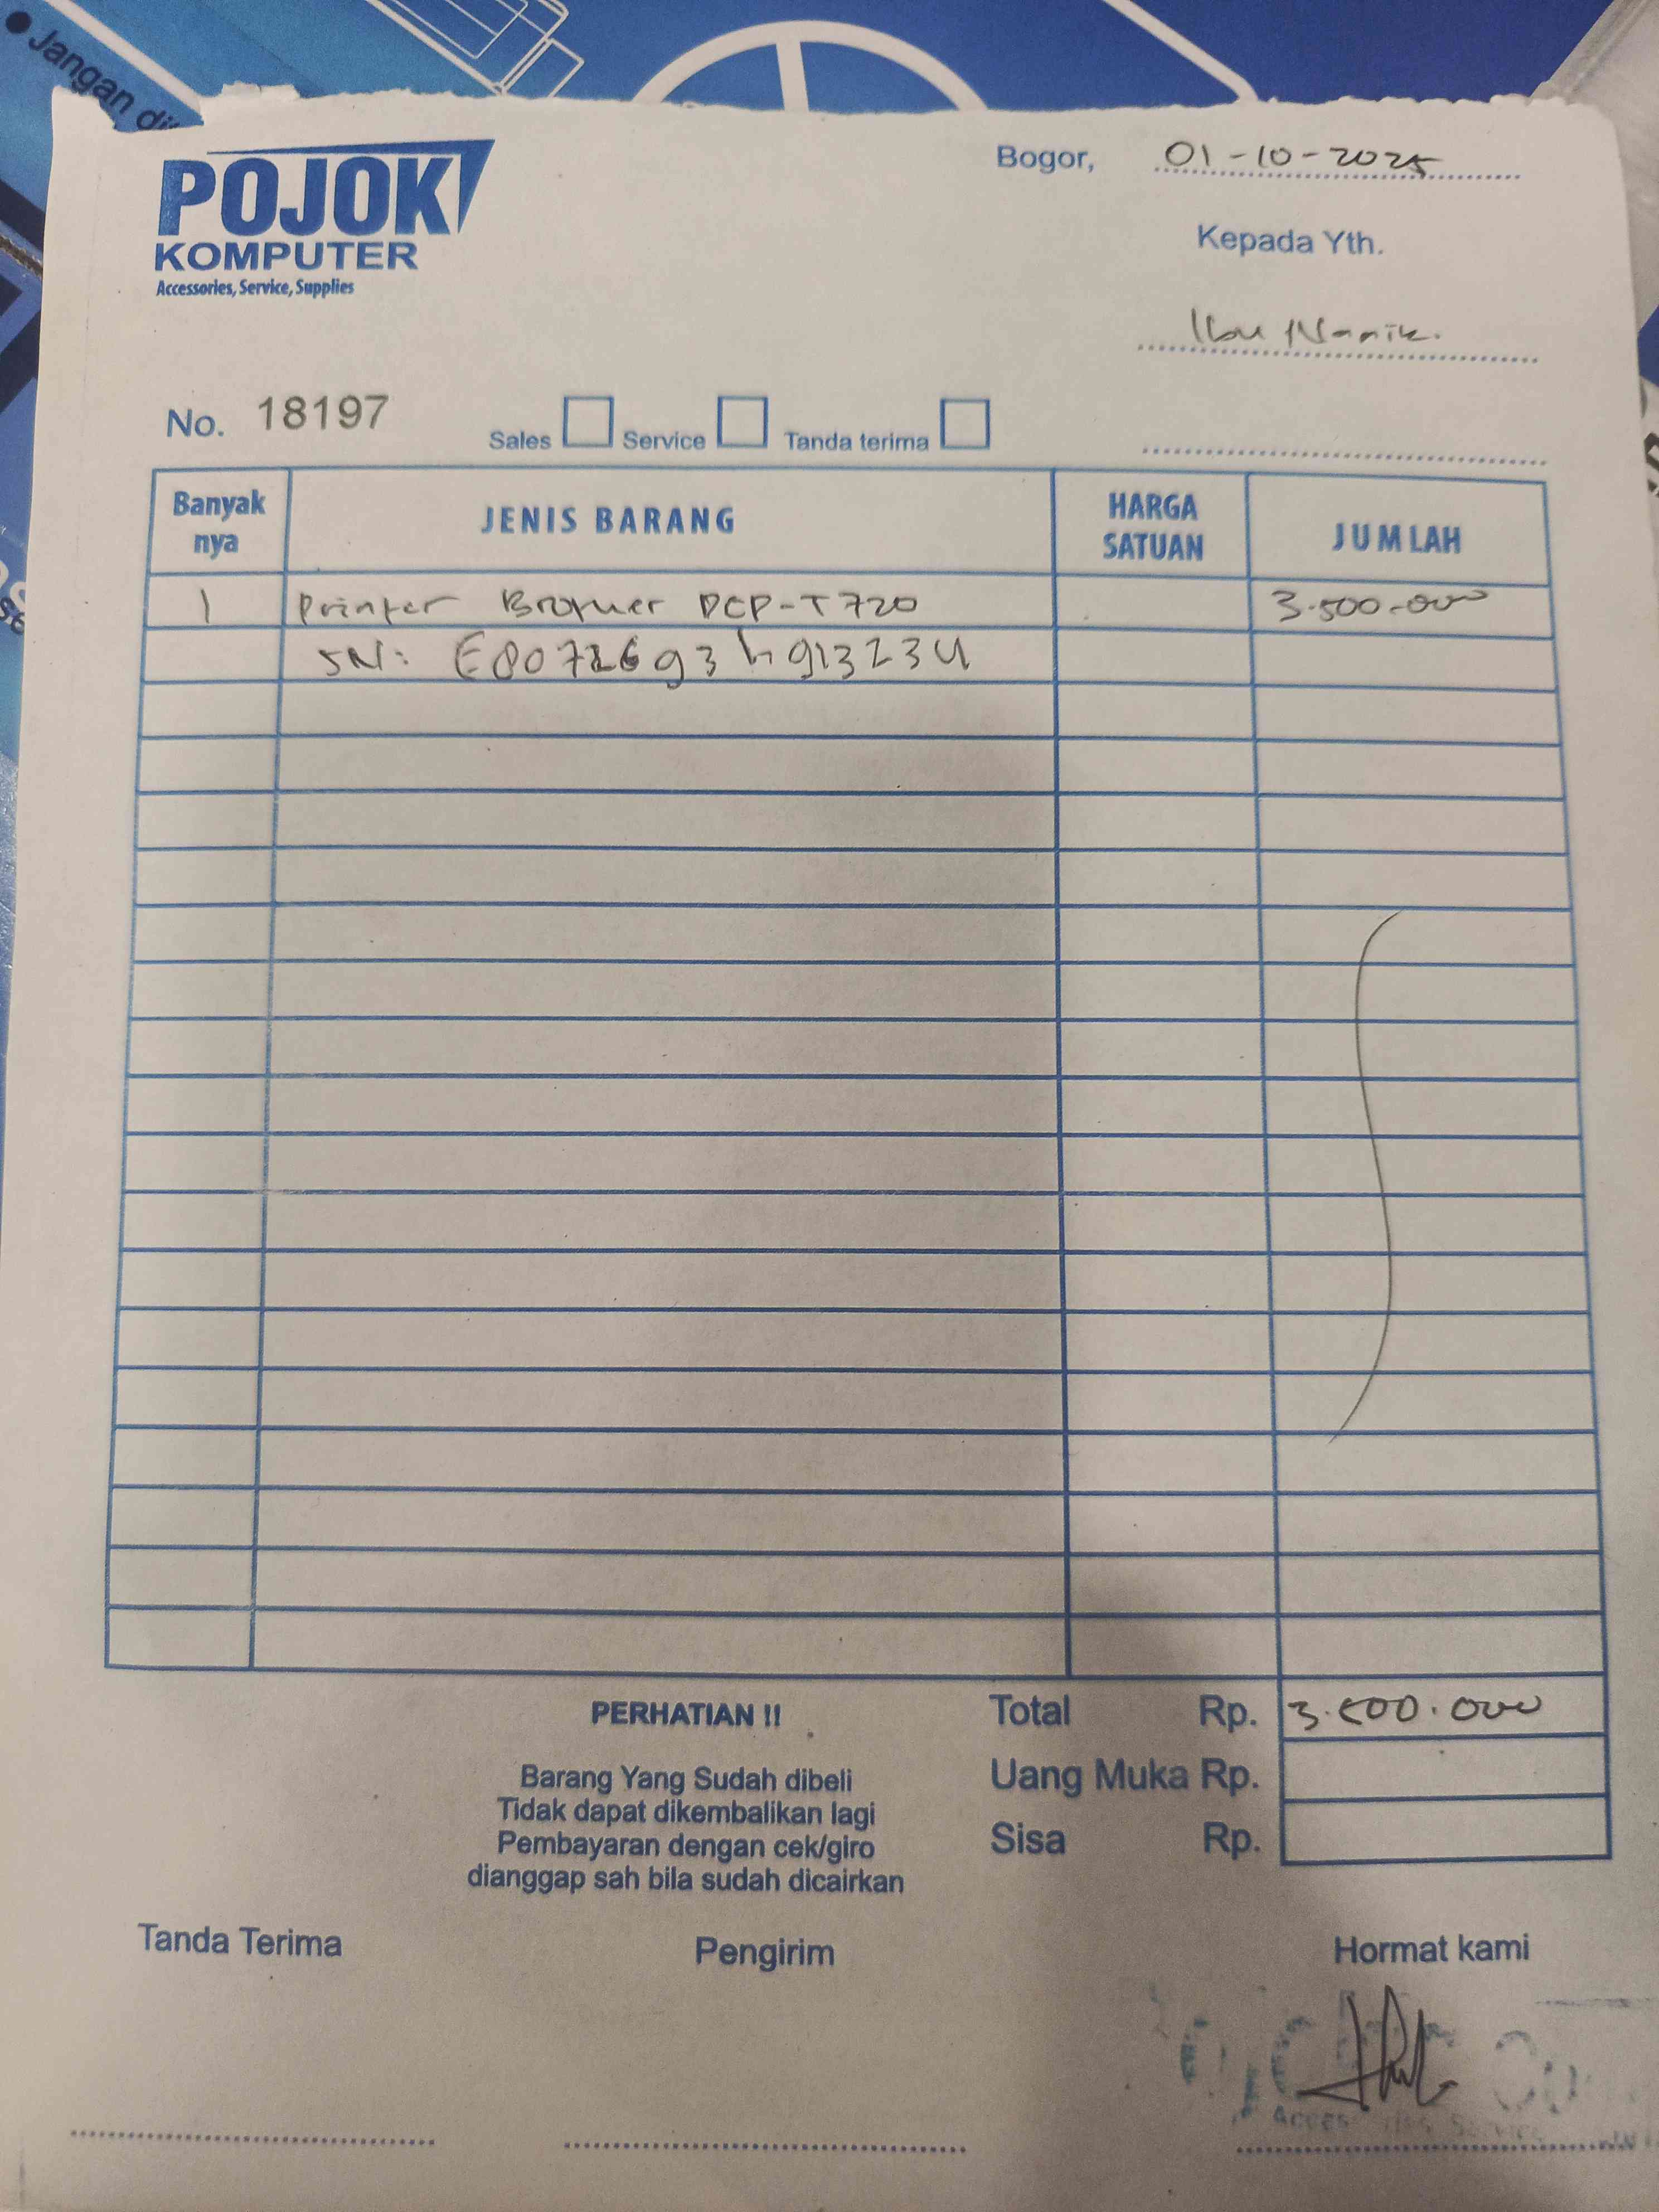 Jangan di
POJOK
KOMPUTER
Accessories, Service, Supplies
Bogor, 01-10-2025
Kepada Yth.
Ibu Nanik.
No. 18197
Sales Service Tanda terima
Banyak nya JENIS BARANG HARGA SATUAN JUMLAH
1 Printer Brother DCP-T720 3.500.000
SN:
Total Rp. 3.500.000
Uang Muka Rp.
Sisa Rp.
PERHATIAN !!
Barang Yang Sudah dibeli
Tidak dapat dikembalikan lagi
Pembayaran dengan cek/giro
dianggap sah bila sudah dicairkan
Tanda Terima Pengirim Hormat kami